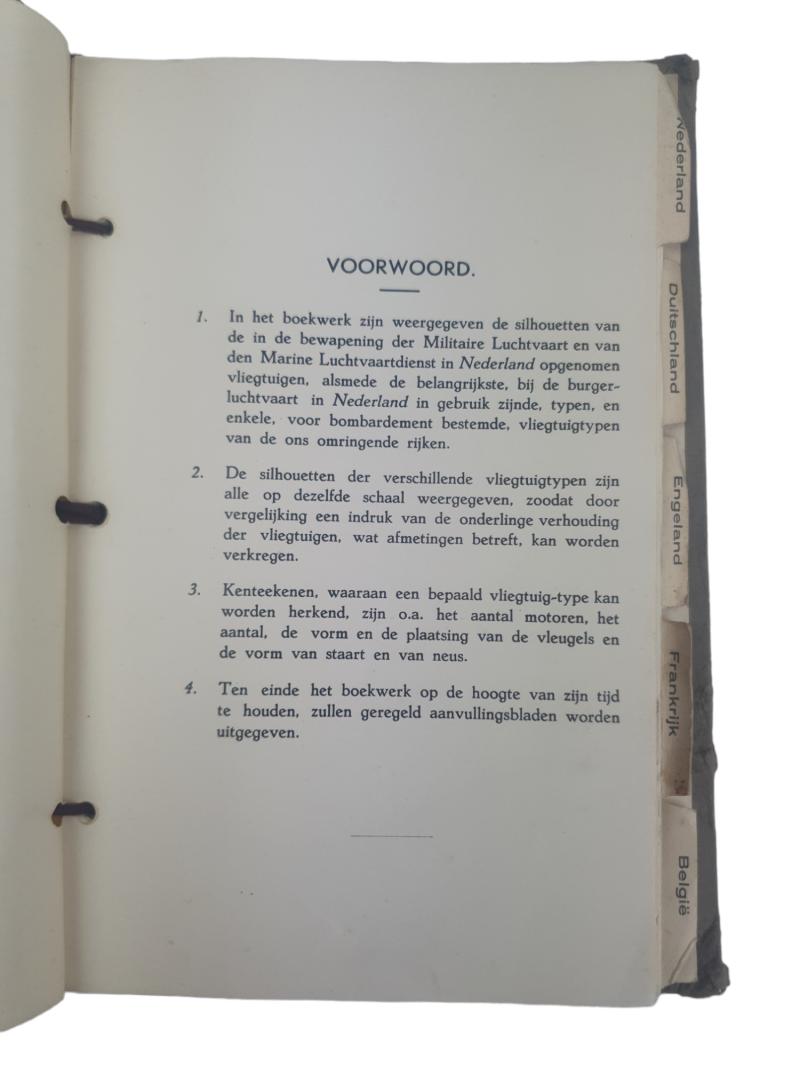 VOORWOORD.
1. In het boekwerk zijn weergegeven de silhouetten van
de in de bewapening der Militaire Luchtvaart en van
den Marine Luchtvaartdienst in Nederland opgenomen
vliegtuigen, alsmede de belangrijkste, bij de burger-
luchtvaart in Nederland in gebruik zijnde, typen, en
enkele, voor bombardement bestemde, vliegtuigtypen
van de ons omringende rijken.
2. De silhouetten der verschillende vliegtuigtypen zijn
alle op dezelfde schaal weergegeven, zoodat door
vergelijking een indruk van de onderlinge verhouding
der vliegtuigen, wat afmetingen betreft, kan worden
verkregen.
3. Kenteekenen, waaraan een bepaald vliegtuig-type kan
worden herkend, zijn o.a. het aantal motoren, het
aantal, de vorm en de plaatsing van de vleugels en
de vorm van staart en van neus.
4. Ten einde het boekwerk op de hoogte van zijn tijd
te houden, zullen geregeld aanvullingsbladen worden
uitgegeven.
Nederland
Duitschland
Engeland
Frankrijk
België